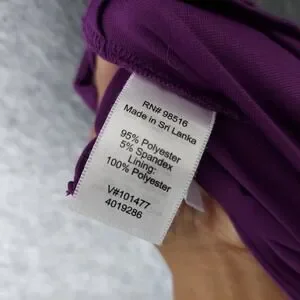 RN# 98516
Made in Sri Lanka
95% Polyester
5% Spandex
Lining:
100% Polyester
V#101477
4019286